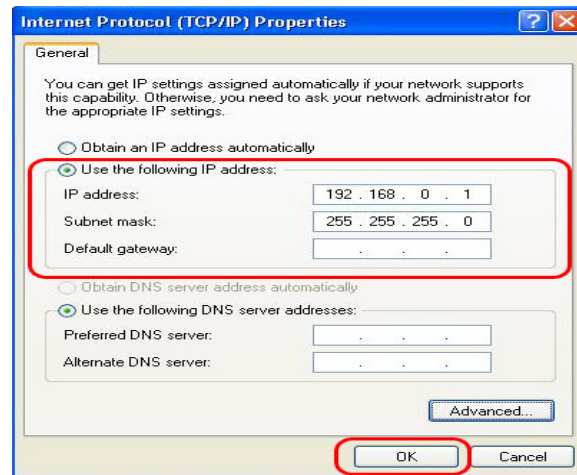 Internet Protocol (TCP/IP) Properties
General
You can get IP settings assigned automatically if your network supports
this capability. Otherwise, you need to ask your network administrator for
the appropriate IP settings.
Obtain an IP address automatically
Use the following IP address:
IP address: 192 . 168 . 0 . 1
Subnet mask: 255 . 255 . 255 . 0
Default gateway: . . .
Obtain DNS server address automatically
Use the following DNS server addresses:
Preferred DNS server: . . .
Alternate DNS server: . . .
Advanced...
OK Cancel